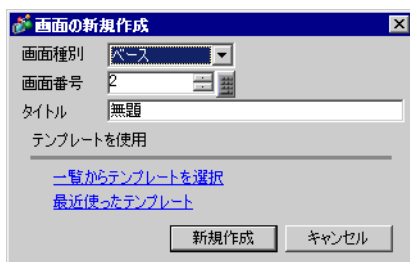 画面の新規作成
画面種別 ベース
画面番号 2
タイトル 無題
テンプレートを使用
一覧からテンプレートを選択
最近使ったテンプレート
新規作成 キャンセル